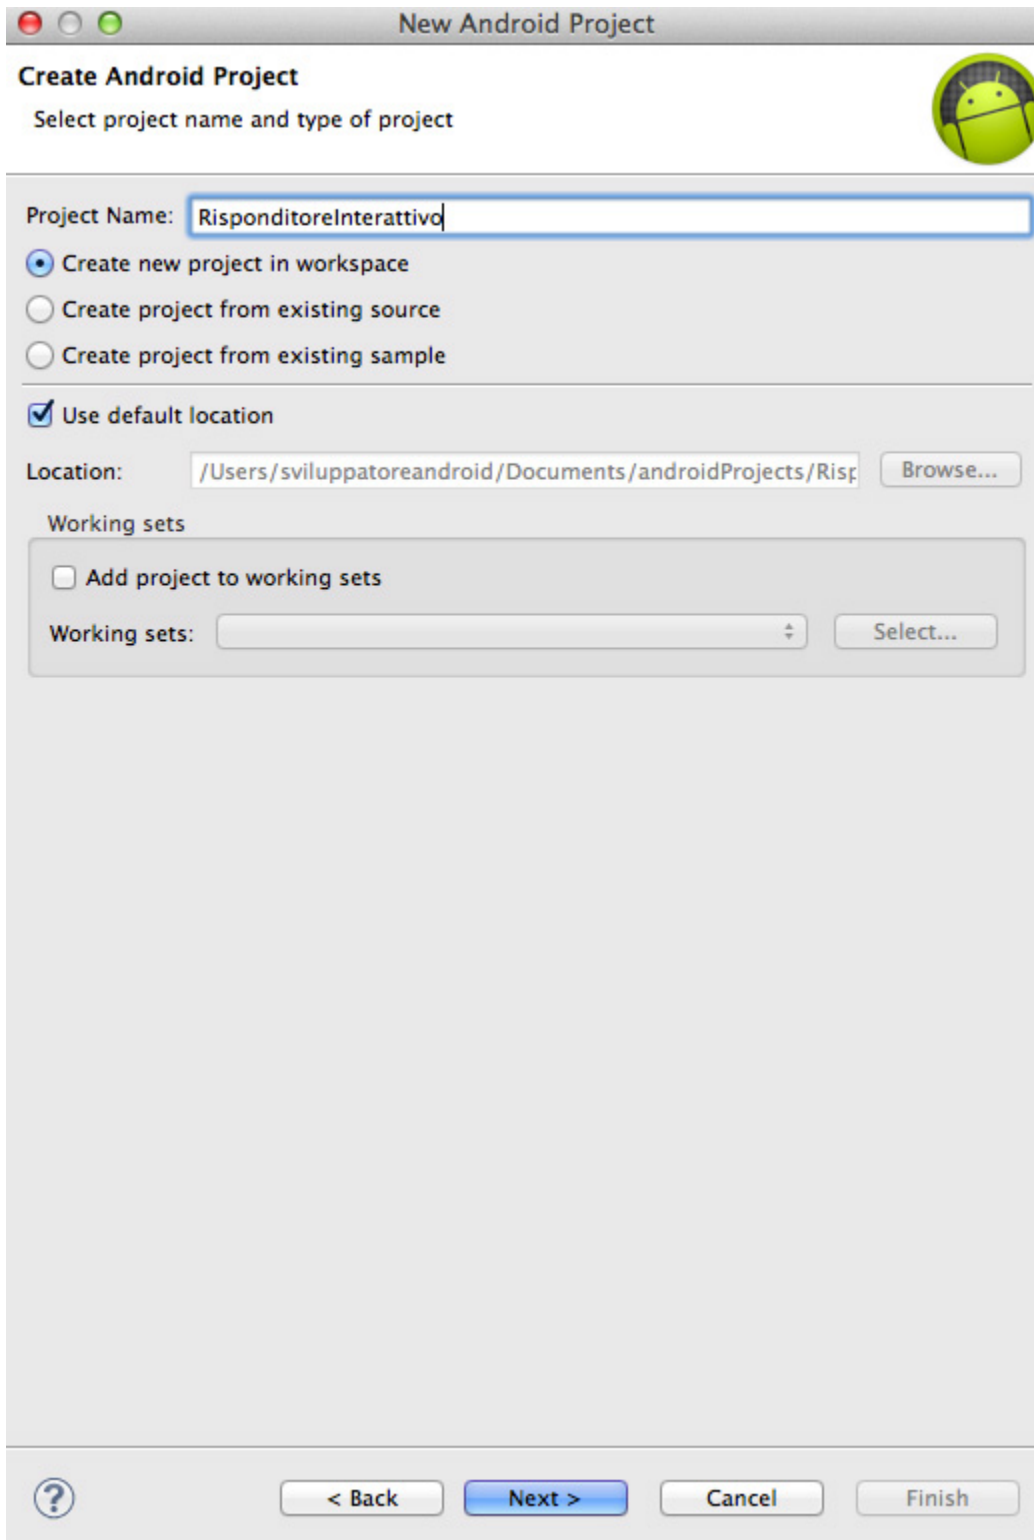 New Android Project
Create Android Project
Select project name and type of project
Project Name: RisponditoreInterattivo
Create new project in workspace
Create project from existing source
Create project from existing sample
Use default location
Location: /Users/sviluppatoreandroid/Documents/androidProjects/Risp Browse...
Working sets
Add project to working sets
Working sets: Select...
? < Back Next > Cancel Finish